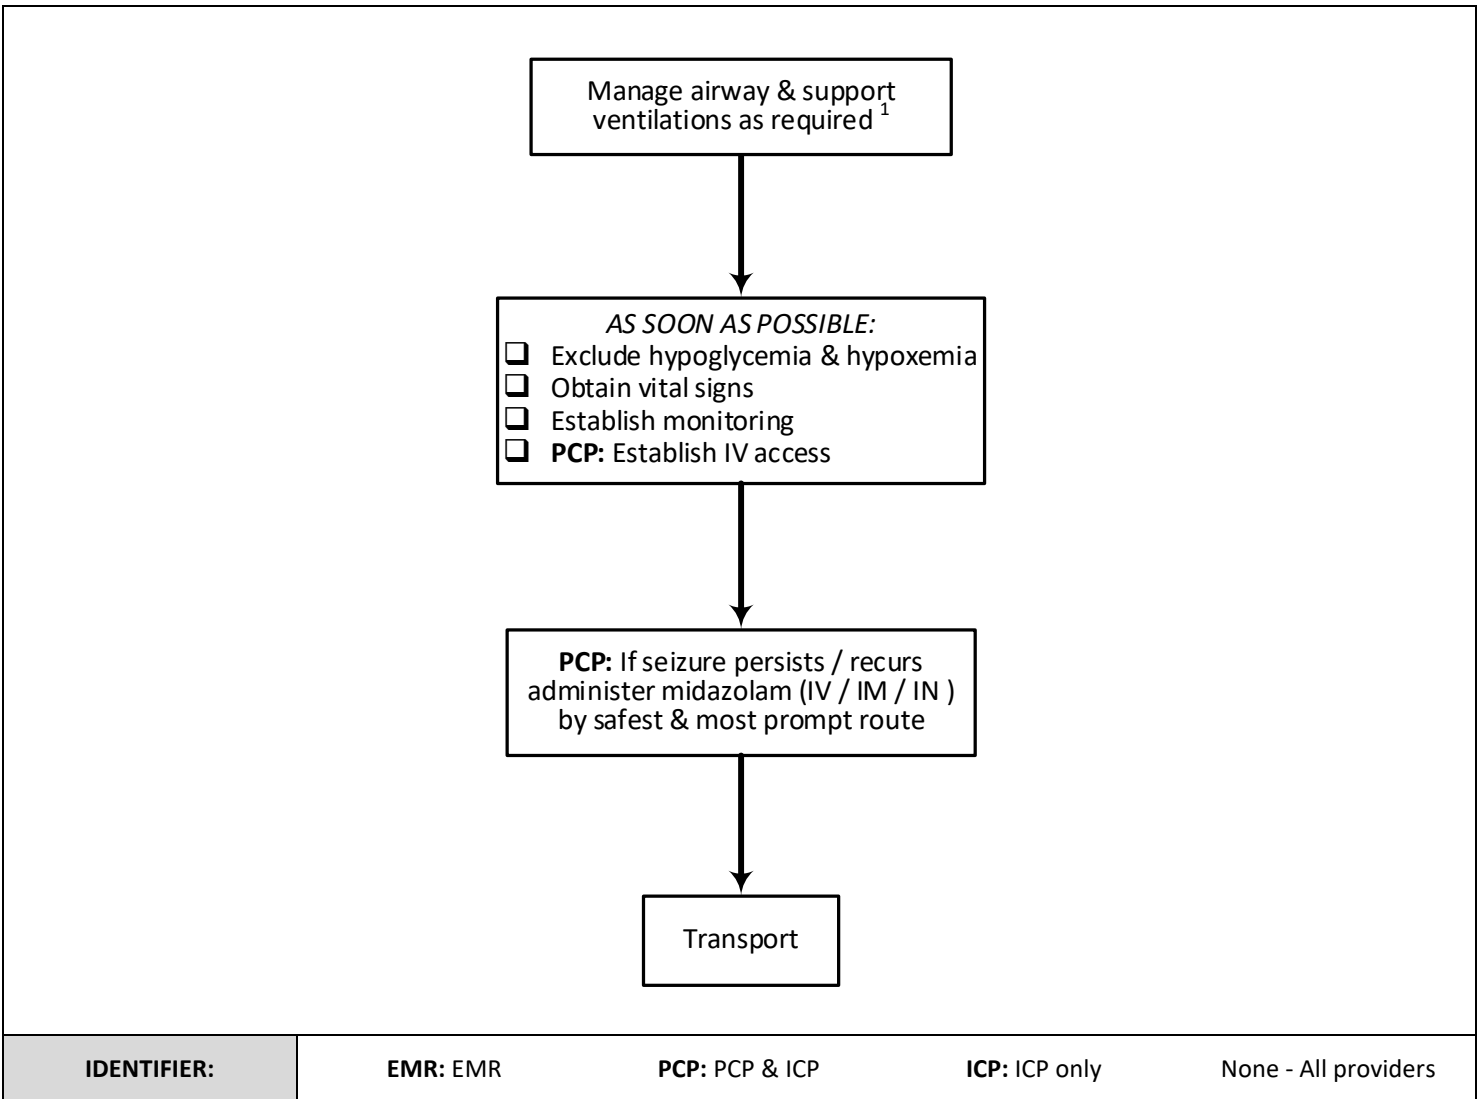 Manage airway & support
ventilations as required 1
AS SOON AS POSSIBLE:
❑ Exclude hypoglycemia & hypoxemia
❑ Obtain vital signs
❑ Establish monitoring
❑ PCP: Establish IV access
PCP: If seizure persists / recurs
administer midazolam (IV / IM / IN )
by safest & most prompt route
Transport
IDENTIFIER: EMR: EMR PCP: PCP & ICP ICP: ICP only None - All providers